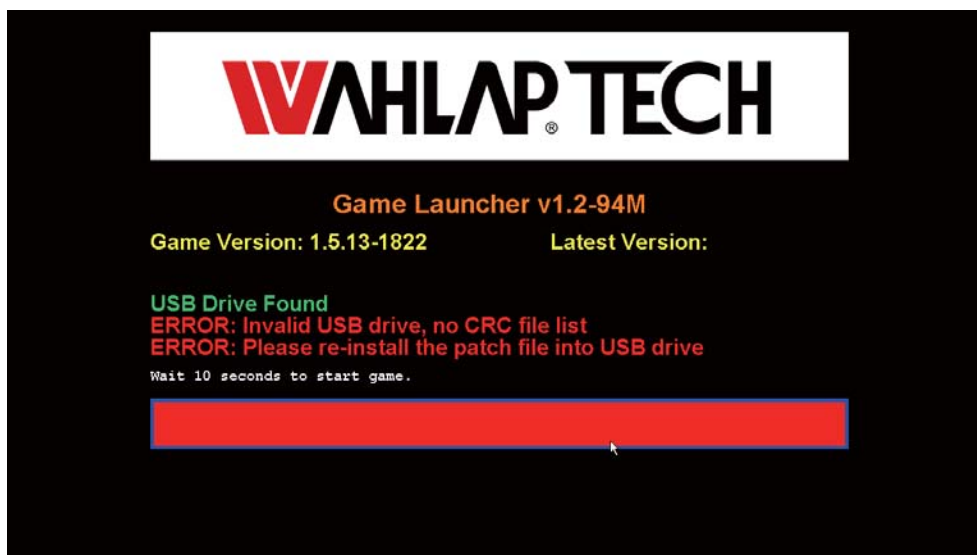 WAHLAP® TECH
Game Launcher v1.2-94M
Game Version: 1.5.13-1822 Latest Version:
USB Drive Found
ERROR: Invalid USB drive, no CRC file list
ERROR: Please re-install the patch file into USB drive
Wait 10 seconds to start game.